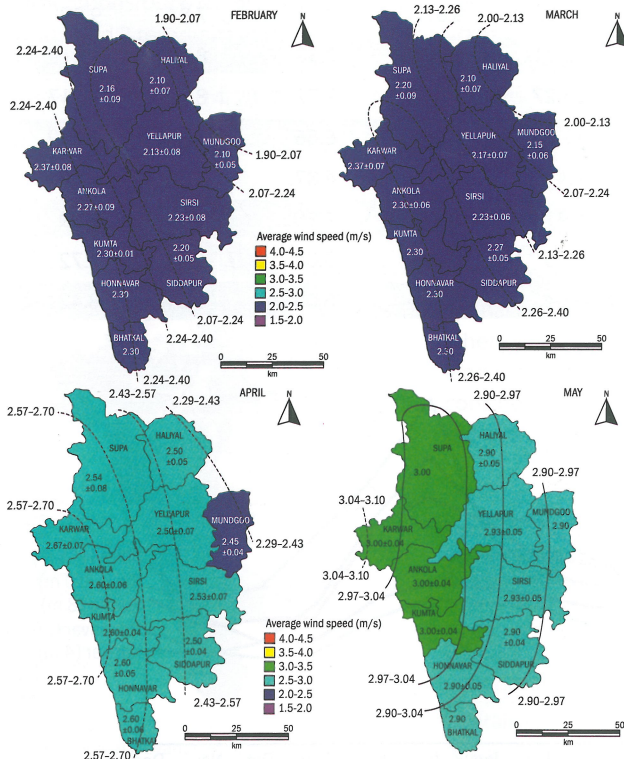 FEBRUARY
N
1.90–2.07
2.24–2.40
HALIYAL
2.10
±0.07
SUPA
2.16
±0.09
2.24–2.40
YELLAPUR
2.13±0.08
MUNDGOO
2.10
±0.05
1.90–2.07
KARWAR
2.37±0.08
2.07–2.24
ANKOLA
2.27±0.09
SIRSI
2.23±0.08
KUMTA
2.30±0.01
2.20
±0.05
HONNAVAR
2.30
SIDDAPUR
2.07–2.24
2.24–2.40
BHATKAL
2.30
2.24–2.40
0 25 50
km
Average wind speed (m/s)
4.0-4.5
3.5-4.0
3.0-3.5
2.5-3.0
2.0-2.5
1.5-2.0
MARCH
N
2.13–2.26
2.00–2.13
SUPA
2.20
±0.09
HALIYAL
2.10
±0.07
2.00–2.13
YELLAPUR
2.17±0.07
MUNDGOO
2.15
±0.06
KARWAR
2.37±0.07
2.07–2.24
ANKOLA
2.30±0.06
SIRSI
2.23±0.06
KUMTA
2.30
2.27
±0.05
2.13–2.26
HONNAVAR
2.30
SIDDAPUR
2.26–2.40
BHATKAL
2.30
2.26–2.40
0 25 50
km
APRIL
N
2.43–2.57
2.57–2.70
2.29–2.43
HALIYAL
2.50
±0.05
SUPA
2.54
±0.08
2.57–2.70
YELLAPUR
2.50±0.07
MUNDGOO
2.45
±0.04
KARWAR
2.67±0.07
2.29–2.43
ANKOLA
2.60±0.06
SIRSI
2.53±0.07
KUMTA
2.60±0.04
2.50
±0.04
2.60
±0.05
SIDDAPUR
2.57–2.70
HONNAVAR
2.43–2.57
2.60
±0.06
BHATKAL
2.57–2.70
0 25 50
km
Average wind speed (m/s)
4.0-4.5
3.5-4.0
3.0-3.5
2.5-3.0
2.0-2.5
1.5-2.0
MAY
N
2.90–2.97
HALIYAL
2.90
±0.05
SUPA
3.00
2.90–2.97
3.04–3.10
YELLAPUR
2.93±0.05
MUNDGOO
2.90
KARWAR
3.00±0.04
ANKOLA
3.00±0.04
3.04–3.10
SIRSI
2.93±0.05
2.97–3.04
KUMTA
3.00±0.04
2.90
±0.04
HONNAVAR
SIDDAPUR
2.97–3.04
2.90±0.05
2.90–2.97
2.90–3.04
2.90
BHATKAL
0 25 50
km